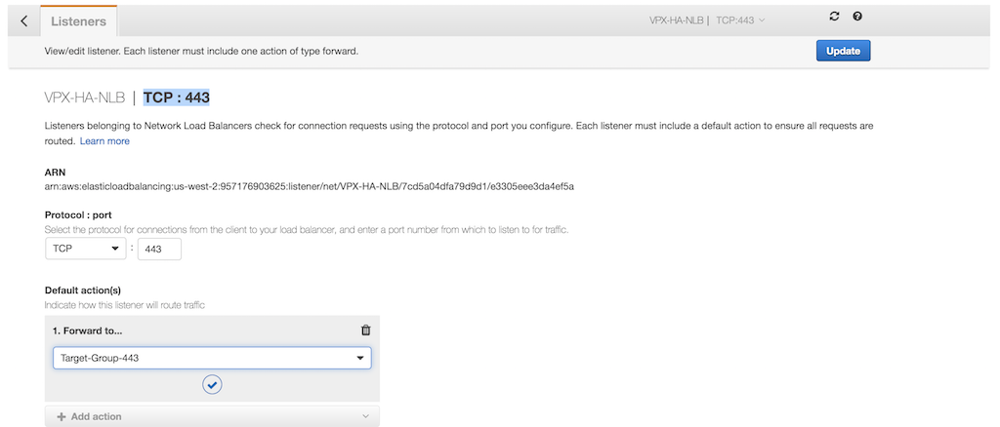 Listeners
VPX-HA-NLB | TCP:443
View/edit listener. Each listener must include one action of type forward.
Update
VPX-HA-NLB | TCP : 443
Listeners belonging to Network Load Balancers check for connection requests using the protocol and port you configure. Each listener must include a default action to ensure all requests are
routed. Learn more
ARN
arn:aws:elasticloadbalancing:us-west-2:957176903625:listener/net/VPX-HA-NLB/7cd5a04dfa79d9d1/e3305eee3da4ef5a
Protocol : port
Select the protocol for connections from the client to your load balancer, and enter a port number from which to listen to for traffic.
TCP : 443
Default action(s)
Indicate how this listener will route traffic
1. Forward to...
Target-Group-443
Add action